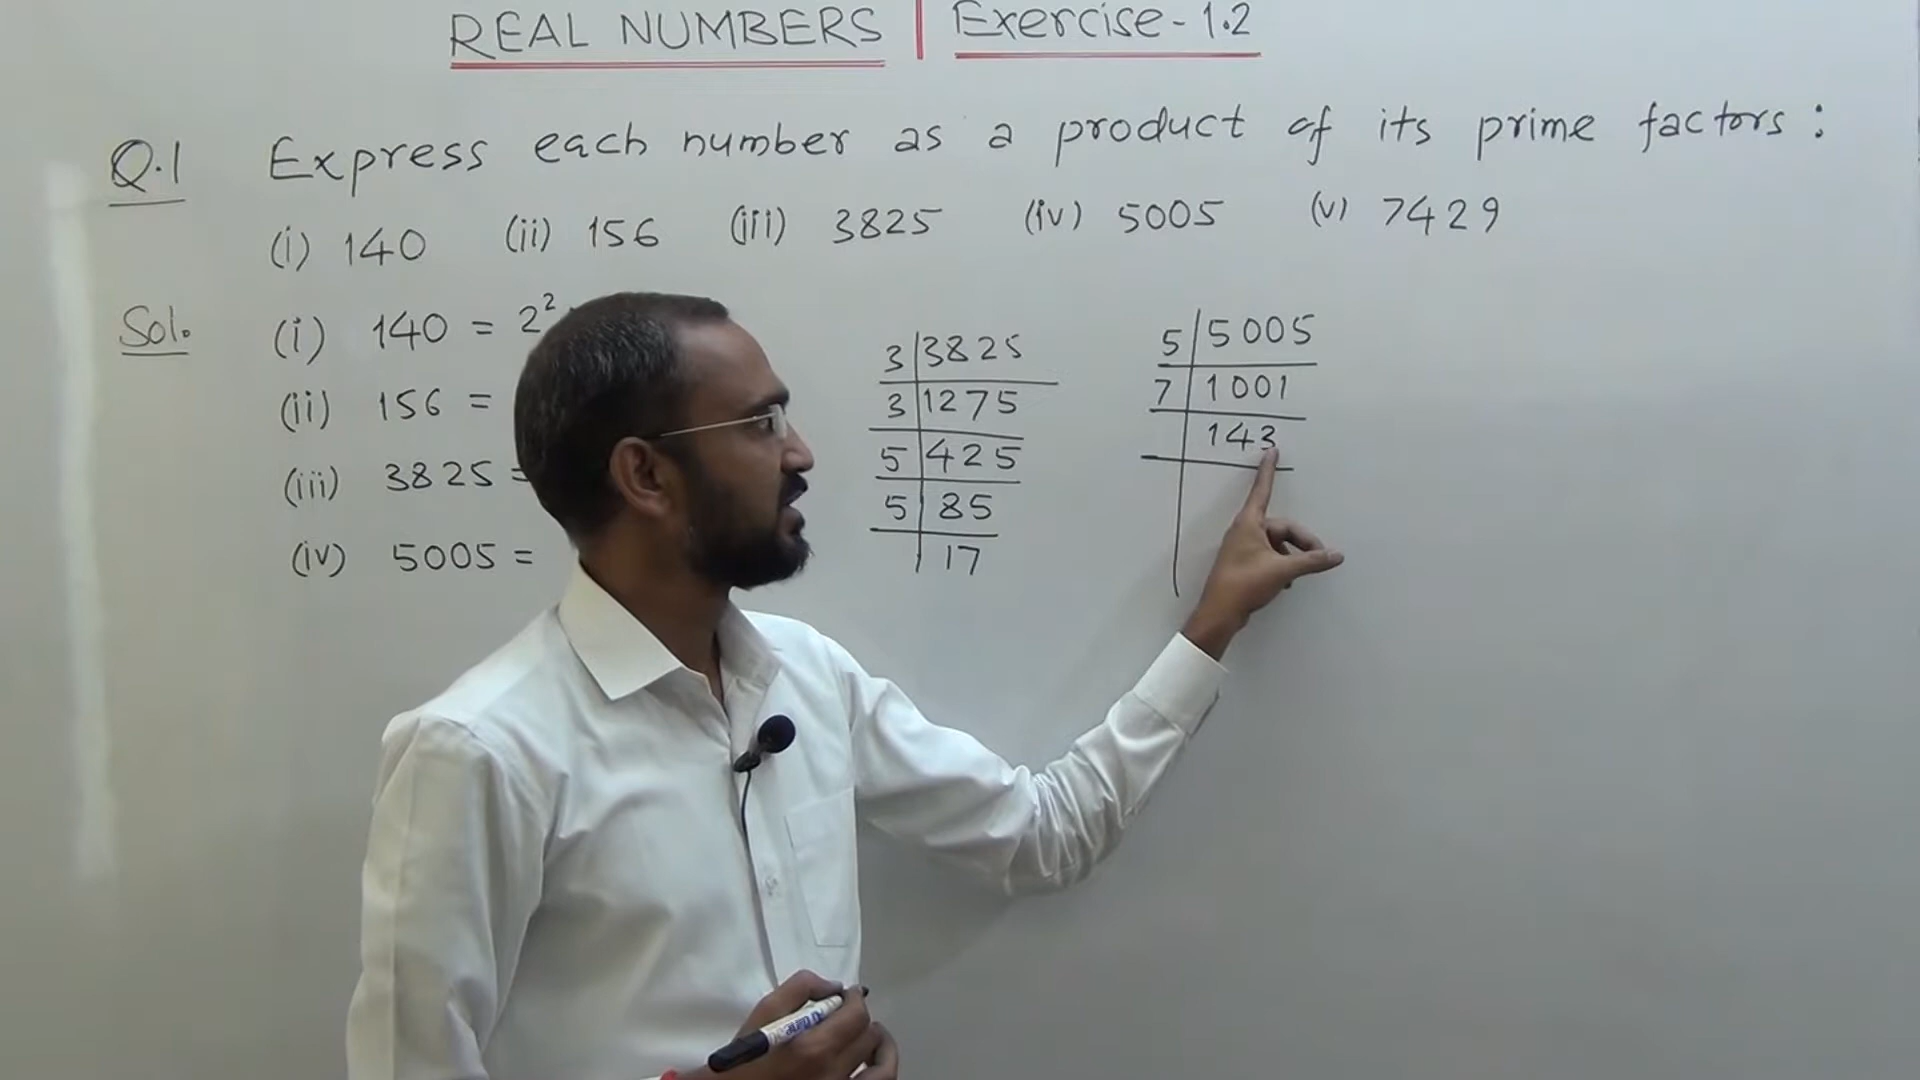 REAL NUMBERS | Exercise-1.2
Q.1 Express each number as a product of its prime factors :
(i) 140 (ii) 156 (iii) 3825 (iv) 5005 (v) 7429
Sol. (i) 140 = 2²
(ii) 156 =
(iii) 3825 =
(iv) 5005 =
3 | 3825
3 | 1275
5 | 425
5 | 85
| 17
5 | 5005
7 | 1001
| 143